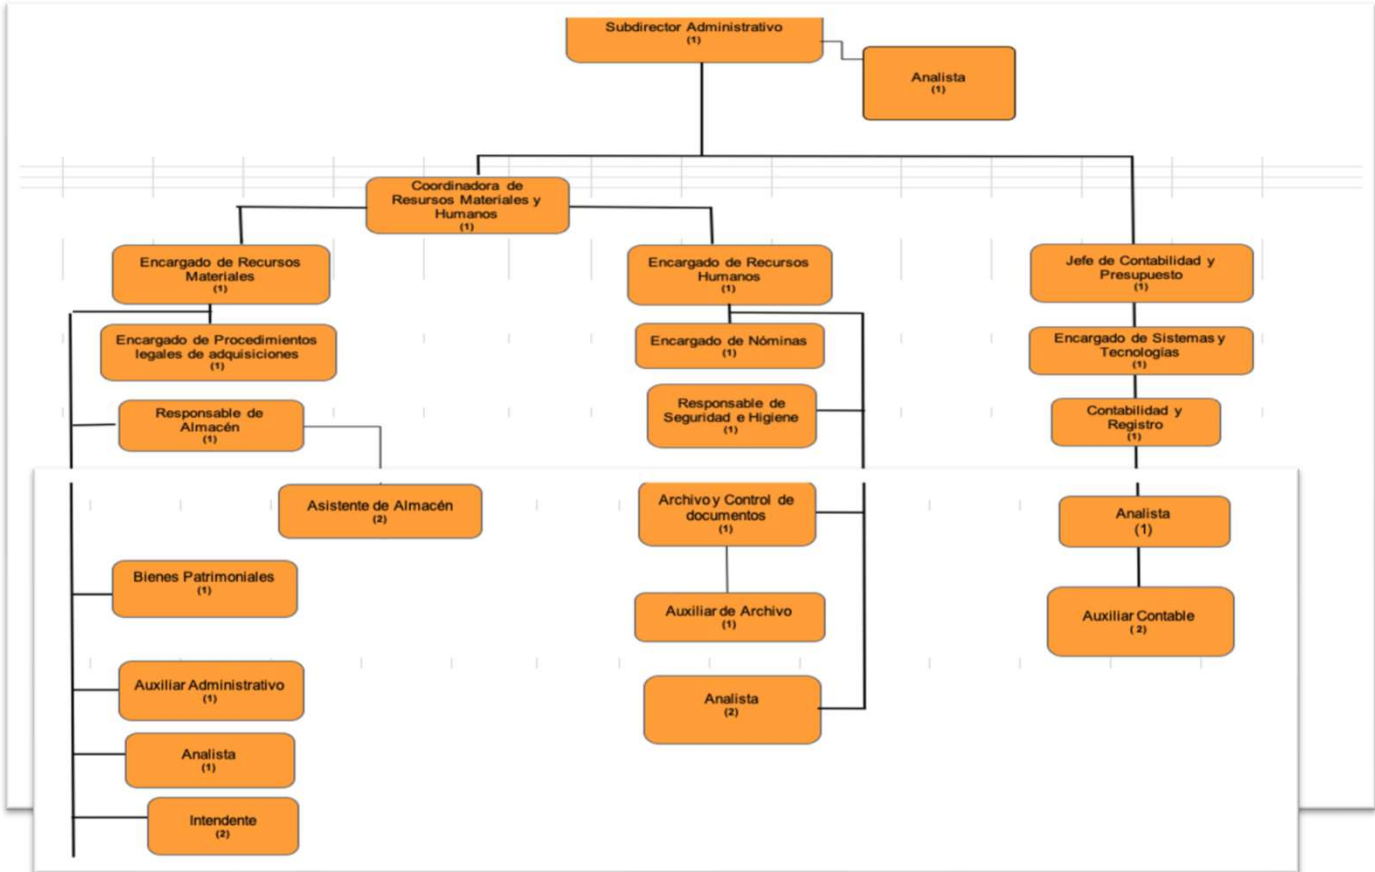 Subdirector Administrativo
(1)
Analista
(1)
Coordinadora de
Resursos Materiales y
Humanos
(1)
Encargado de Recursos
Materiales
(1)
Encargado de Recursos
Humanos
(1)
Jefe de Contabilidad y
Presupuesto
(1)
Encargado de Procedimientos
legales de adquisiciones
(1)
Encargado de Nóminas
(1)
Encargado de Sistemas y
Tecnologías
(1)
Responsable de
Almacén
(1)
Responsable de
Seguridad e Higiene
(1)
Contabilidad y
Registro
(1)
Asistente de Almacén
(2)
Archivo y Control de
documentos
(1)
Analista
(1)
Bienes Patrimoniales
(1)
Auxiliar de Archivo
(1)
Auxiliar Contable
( 2)
Auxiliar Administrativo
(1)
Analista
(2)
Analista
(1)
Intendente
(2)